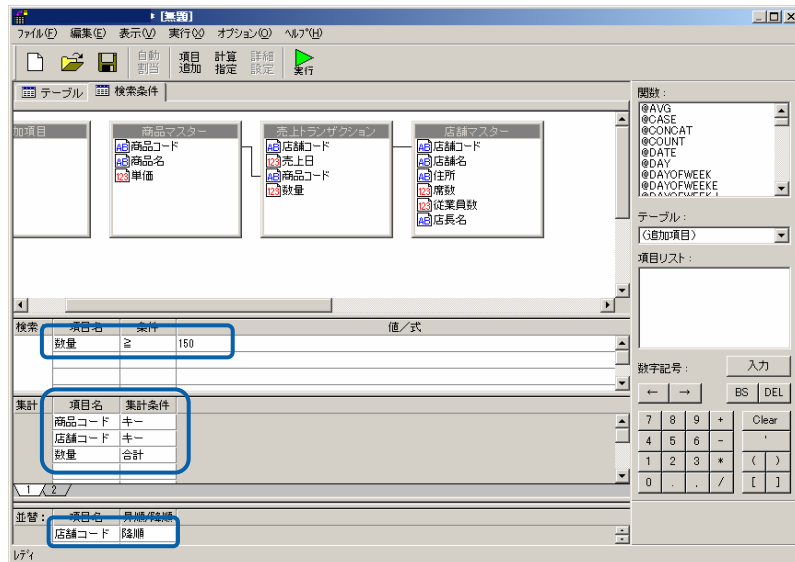 [無題]
ファイル(F) 編集(E) 表示(V) 実行(X) オプション(O) ヘルプ(H)
自動割当 項目追加 計算指定 詳細設定 実行
テーブル 検索条件
加項目
商品マスター
商品コード
商品名
単価
売上トランザクション
店舗コード
売上日
商品コード
数量
店舗マスター
店舗コード
店舗名
住所
席数
従業員数
店長名
検索: 項目名 条件 値/式
数量 ≧ 150
集計 項目名 集計条件
商品コード キー
店舗コード キー
数量 合計
1 2
並替: 項目名 昇順/降順
店舗コード 降順
レディ
関数:
@AVG
@CASE
@CONCAT
@COUNT
@DATE
@DAY
@DAYOFWEEK
@DAYOFWEEKE
テーブル:
(追加項目)
項目リスト:
数字記号: 入力
← → BS DEL
7 8 9 + Clear
4 5 6 - '
1 2 3 * ( )
0 . , / [ ]